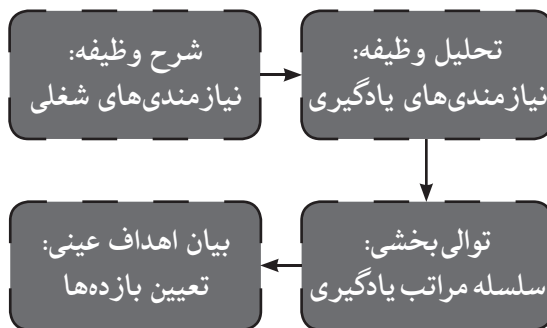 شرح وظیفه:
نیازمندی‌های شغلی
تحلیل وظیفه:
نیازمندی‌های یادگیری
توالی‌بخشی:
سلسله مراتب یادگیری
بیان اهداف عینی:
تعیین بازده‌ها